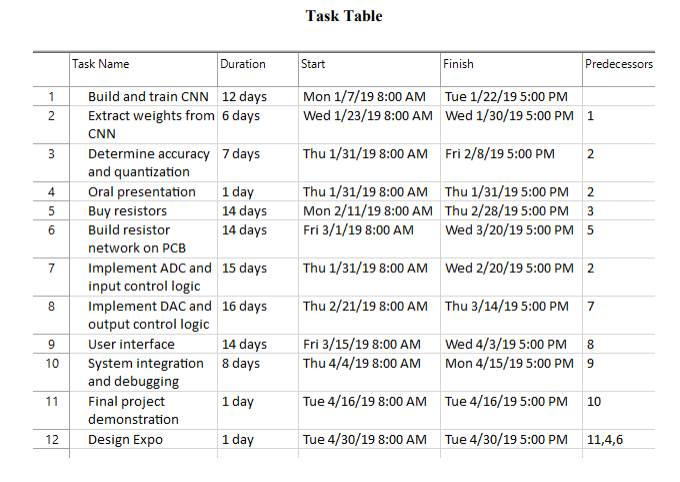 Task Table
Task Name Duration Start Finish Predecessors
1 Build and train CNN 12 days Mon 1/7/19 8:00 AM Tue 1/22/19 5:00 PM
2 Extract weights from 6 days Wed 1/23/19 8:00 AM Wed 1/30/19 5:00 PM 1
CNN
3 Determine accuracy 7 days Thu 1/31/19 8:00 AM Fri 2/8/19 5:00 PM 2
and quantization
4 Oral presentation 1 day Thu 1/31/19 8:00 AM Thu 1/31/19 5:00 PM 2
5 Buy resistors 14 days Mon 2/11/19 8:00 AM Thu 2/28/19 5:00 PM 3
6 Build resistor 14 days Fri 3/1/19 8:00 AM Wed 3/20/19 5:00 PM 5
network on PCB
7 Implement ADC and 15 days Thu 1/31/19 8:00 AM Wed 2/20/19 5:00 PM 2
input control logic
8 Implement DAC and 16 days Thu 2/21/19 8:00 AM Thu 3/14/19 5:00 PM 7
output control logic
9 User interface 14 days Fri 3/15/19 8:00 AM Wed 4/3/19 5:00 PM 8
10 System integration 8 days Thu 4/4/19 8:00 AM Mon 4/15/19 5:00 PM 9
and debugging
11 Final project 1 day Tue 4/16/19 8:00 AM Tue 4/16/19 5:00 PM 10
demonstration
12 Design Expo 1 day Tue 4/30/19 8:00 AM Tue 4/30/19 5:00 PM 11,4,6